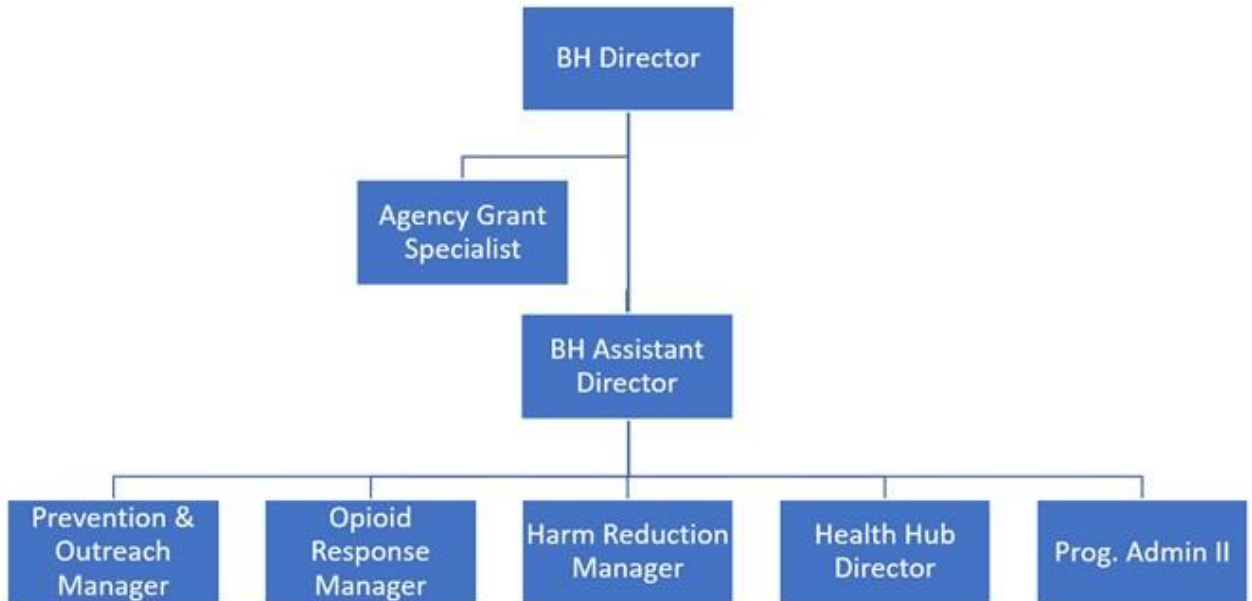 BH Director
Agency Grant
Specialist
BH Assistant
Director
Prevention &
Outreach
Manager
Opioid
Response
Manager
Harm Reduction
Manager
Health Hub
Director
Prog. Admin II